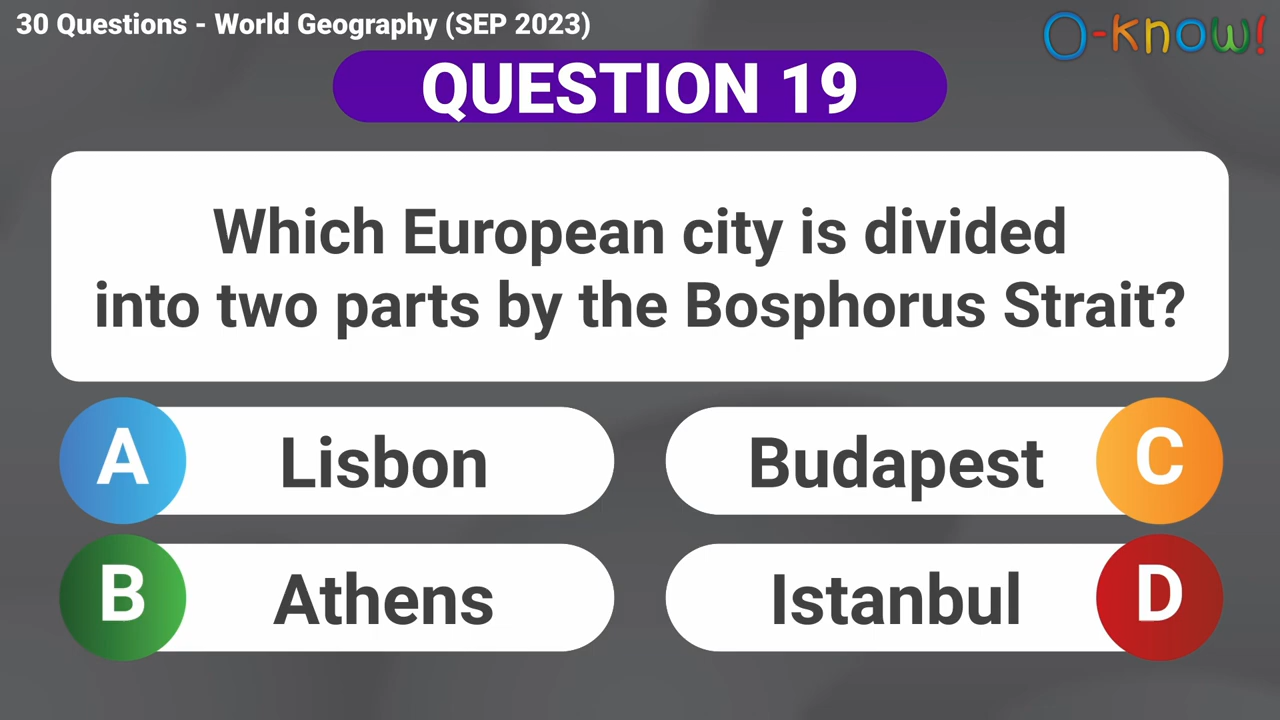 30 Questions - World Geography (SEP 2023)
O-know!
QUESTION 19
Which European city is divided
into two parts by the Bosphorus Strait?
A Lisbon
Budapest C
B Athens
Istanbul D